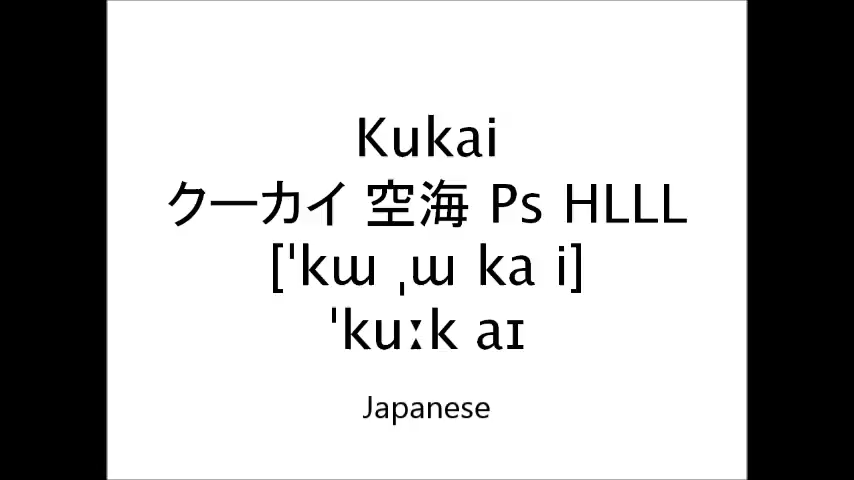 Kukai
クーカイ 空海 Ps HLLL
[ˈkɯ ˌɯ ka i]
ˈkuːk aɪ
Japanese